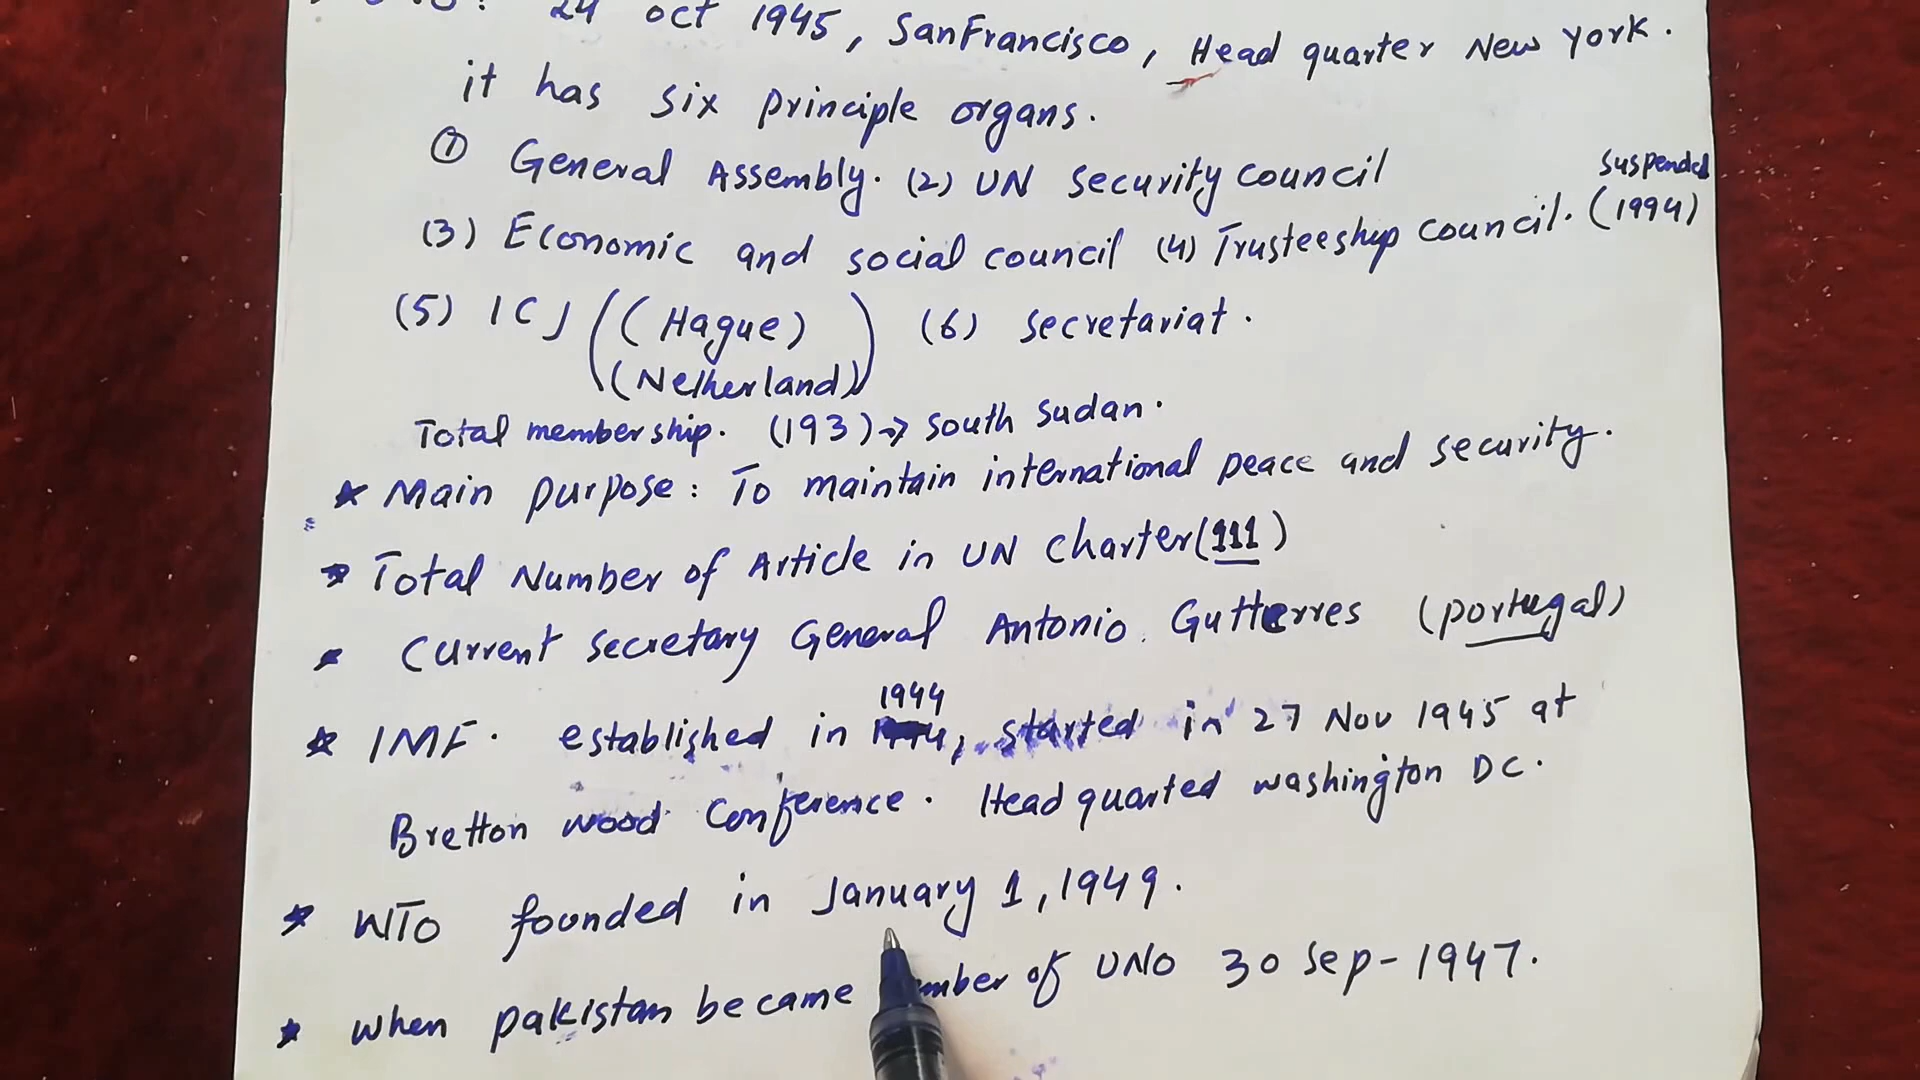 24 oct 1945, SanFrancisco, Head quarter New York.
it has six principle organs.
① General Assembly. (2) UN security council
suspended
(3) Economic and social council (4) Trusteeship council. (1994)
(5) ICJ ((Hague) (6) secretariat.
(Netherland))
Total membership. (193) → south sudan.
* Main purpose: To maintain international peace and security.
* Total Number of Article in UN charter (111)
* Current secretary General Antonio. Gutterres (portugal)
1944
* IMF. established in , started in 27 Nov 1945 at
Bretton wood conference. Head quarted washington DC.
* WTO founded in January 1, 1949.
* when pakistan became mber of UNO 30 sep-1947.